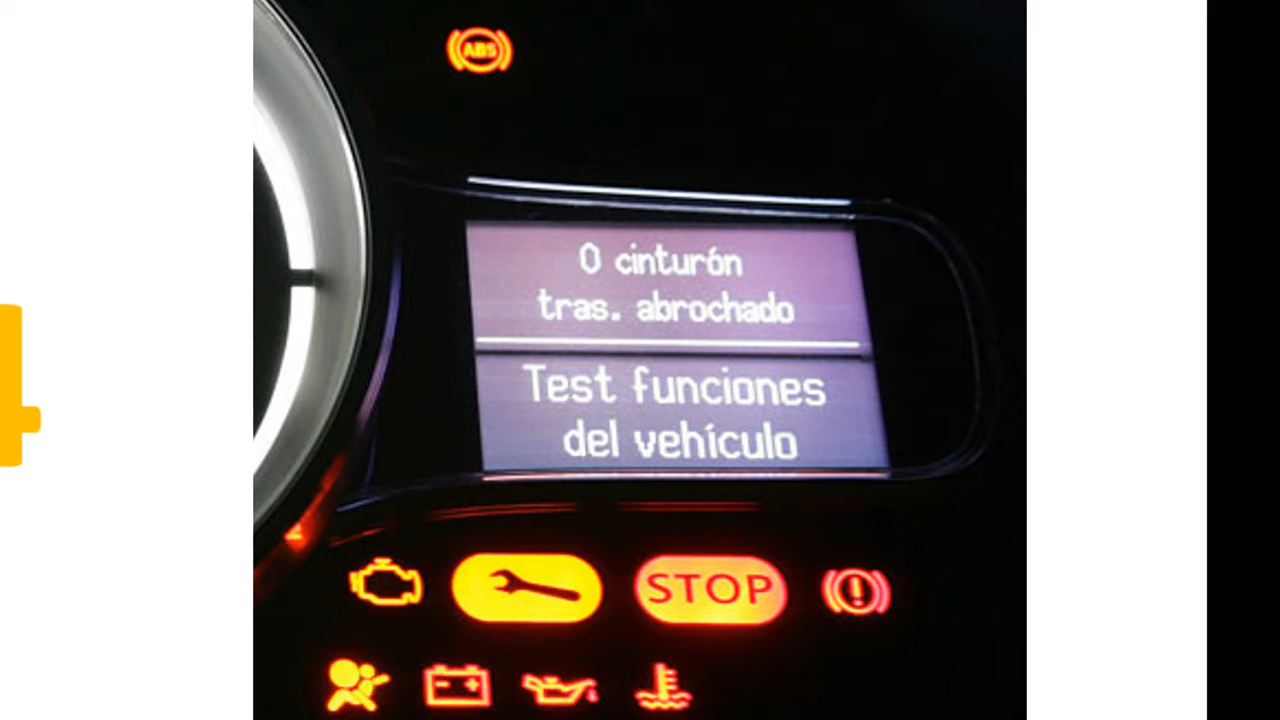 ABS
0 cinturón
tras. abrochado
Test funciones
del vehículo
STOP